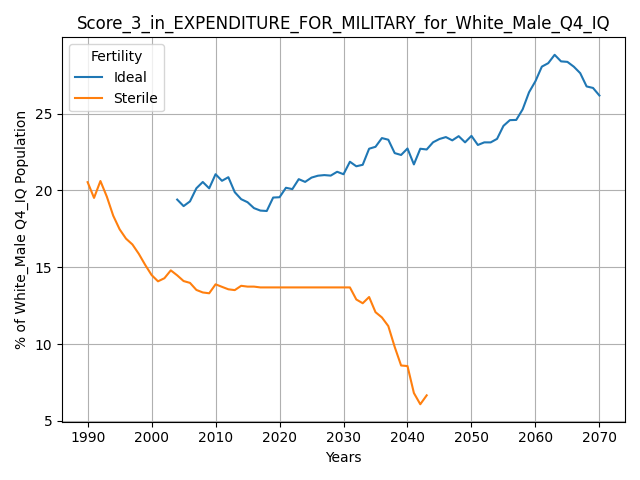 Score_3_in_EXPENDITURE_FOR_MILITARY_for_White_Male_Q4_IQ
Fertility
Ideal
Sterile
% of White_Male Q4_IQ Population
25
20
15
10
5
1990 2000 2010 2020 2030 2040 2050 2060 2070
Years